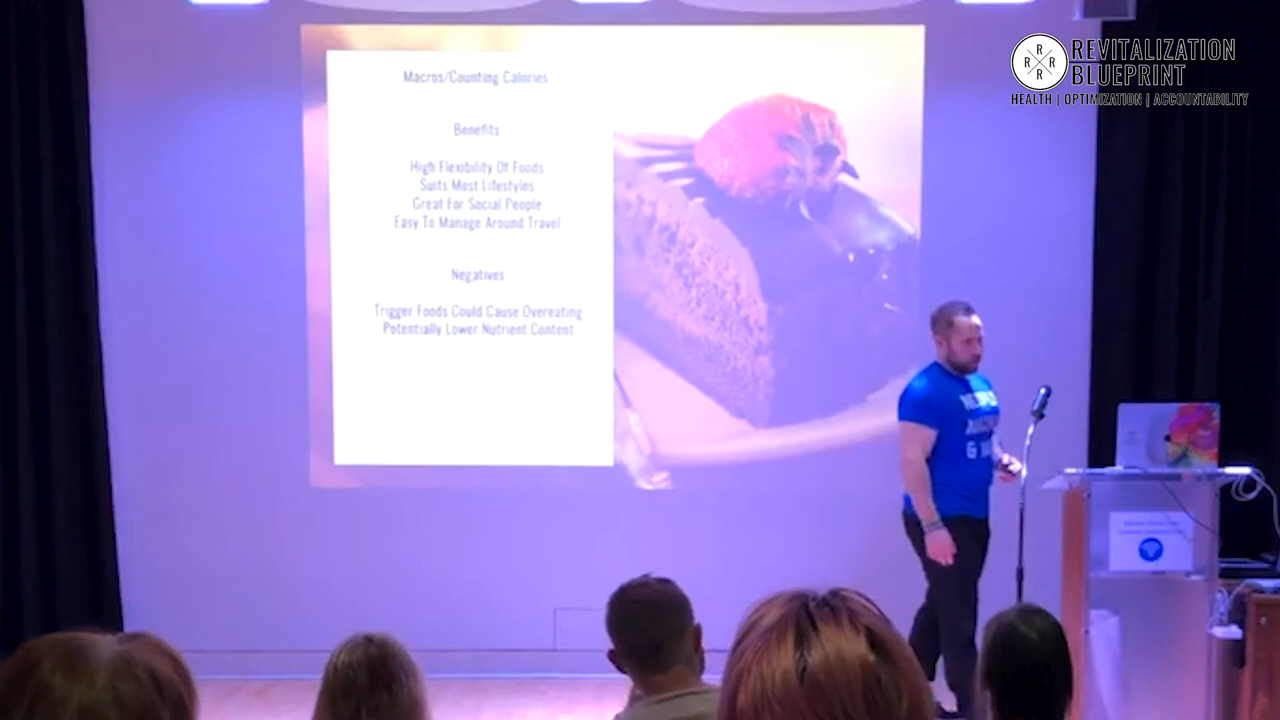 Macros/Counting Calories
Benefits
High Flexibility Of Foods
Suits Most Lifestyles
Great For Social People
Easy To Manage Around Travel
Negatives
Trigger Foods Could Cause Overeating
Potentially Lower Nutrient Content
R
R R
R
REVITALIZATION
BLUEPRINT
HEALTH | OPTIMIZATION | ACCOUNTABILITY